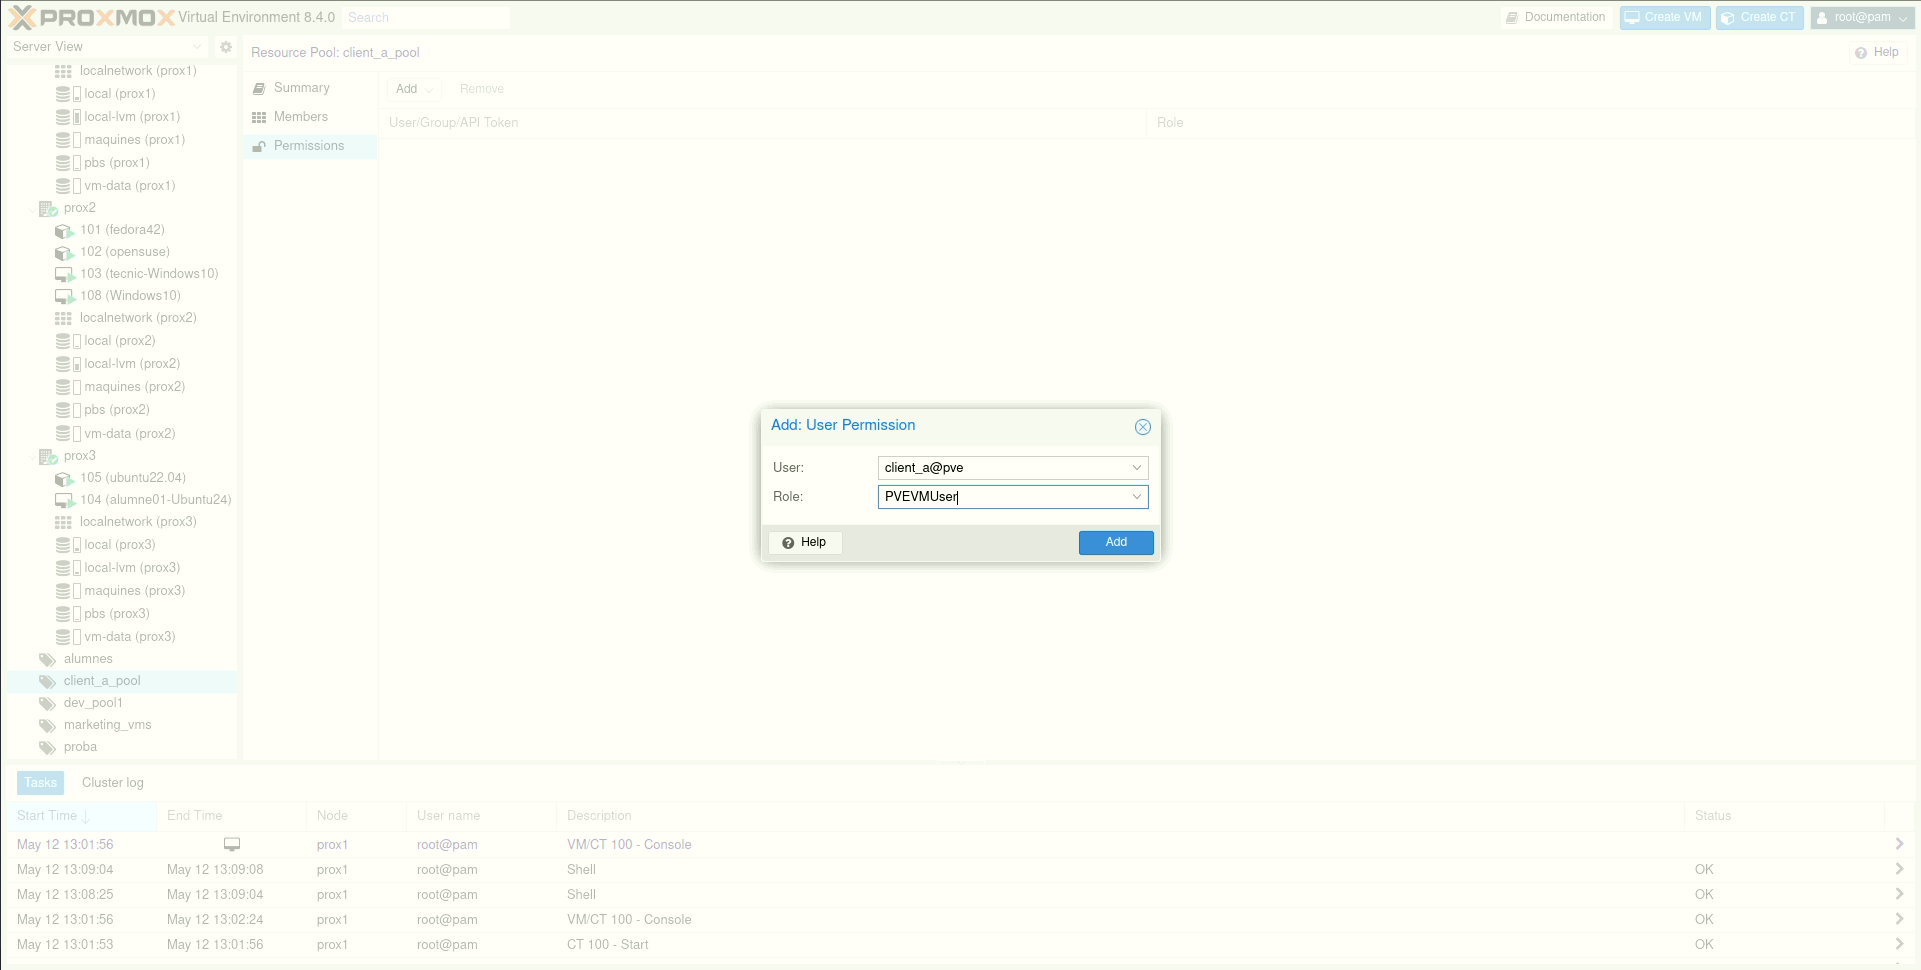 PROXMOX Virtual Environment 8.4.0 Search Documentation Create VM Create CT root@pam
Server View
Resource Pool: client_a_pool Help
localnetwork (prox1)
local (prox1)
local-lvm (prox1)
maquines (prox1)
pbs (prox1)
vm-data (prox1)
prox2
101 (fedora42)
102 (opensuse)
103 (tecnic-Windows10)
108 (Windows10)
localnetwork (prox2)
local (prox2)
local-lvm (prox2)
maquines (prox2)
pbs (prox2)
vm-data (prox2)
prox3
105 (ubuntu22.04)
104 (alumne01-Ubuntu24)
localnetwork (prox3)
local (prox3)
local-lvm (prox3)
maquines (prox3)
pbs (prox3)
vm-data (prox3)
alumnes
client_a_pool
dev_pool1
marketing_vms
proba
Summary
Members
Permissions
Add Remove
User/Group/API Token Role
Add: User Permission
User: client_a@pve
Role: PVEVMUser
Help Add
Tasks Cluster log
Start Time End Time Node User name Description Status
May 12 13:01:56 prox1 root@pam VM/CT 100 - Console
May 12 13:09:04 May 12 13:09:08 prox1 root@pam Shell OK
May 12 13:08:25 May 12 13:09:04 prox1 root@pam Shell OK
May 12 13:01:56 May 12 13:02:24 prox1 root@pam VM/CT 100 - Console OK
May 12 13:01:53 May 12 13:01:56 prox1 root@pam CT 100 - Start OK